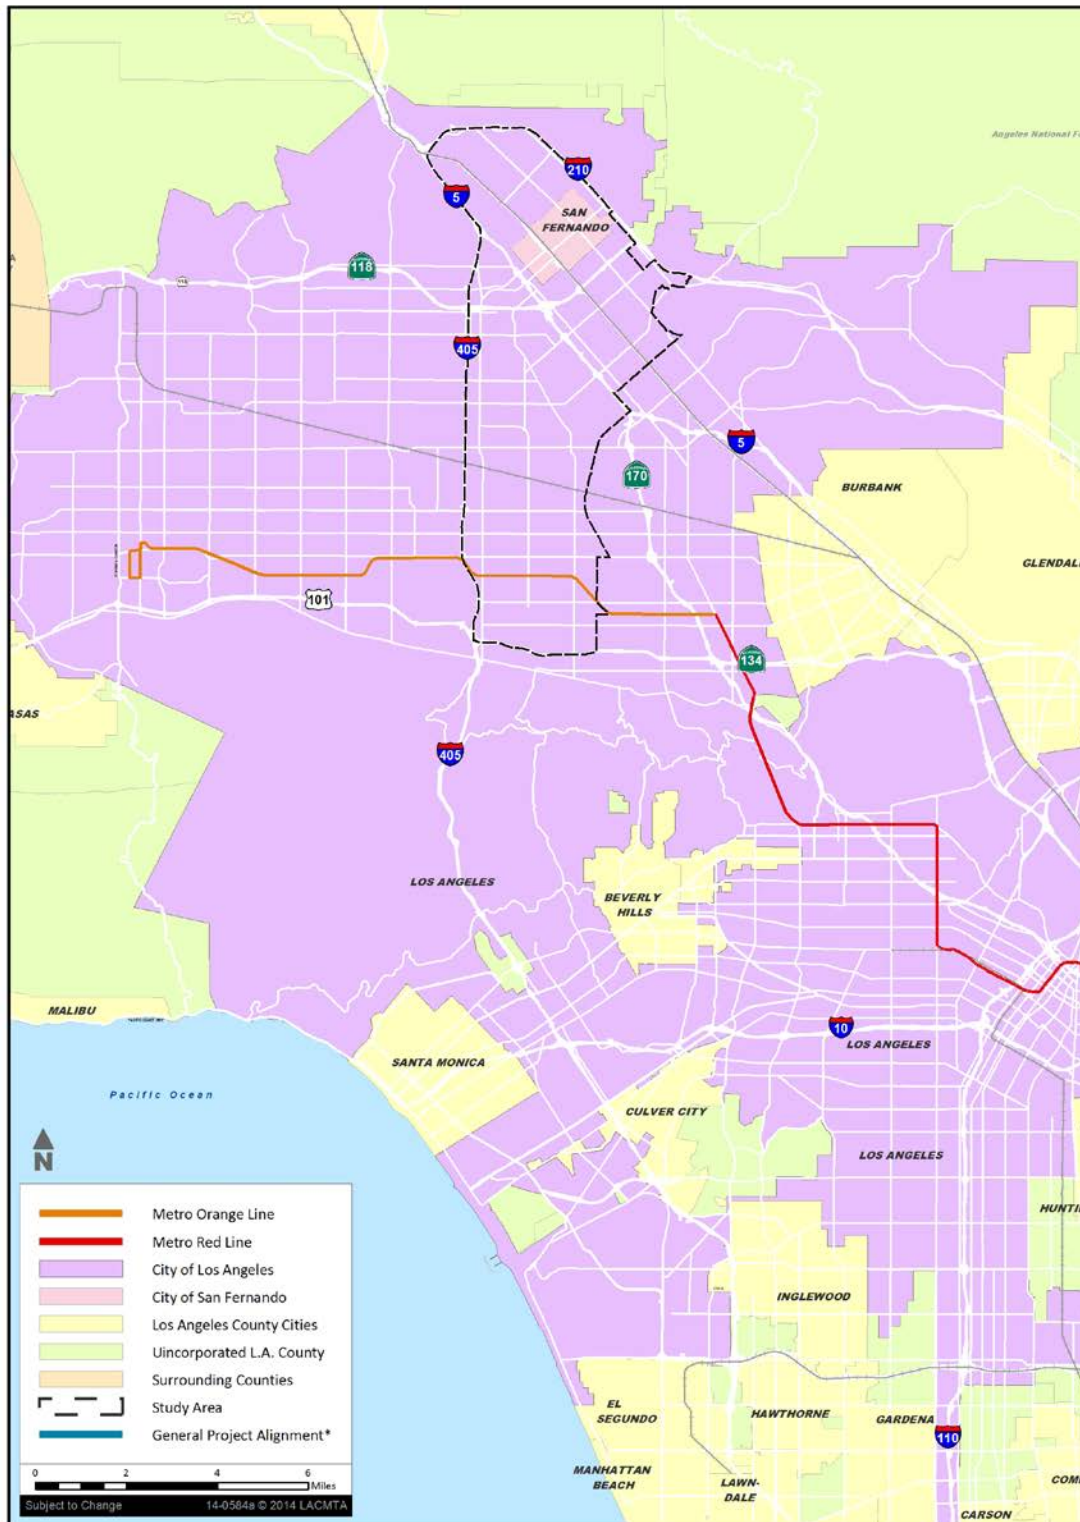 Angeles National Fo
210
5
SAN
FERNANDO
118
405
5
170
BURBANK
GLENDAL
101
134
ASAS
405
LOS ANGELES
BEVERLY
HILLS
MALIBU
10
LOS ANGELES
SANTA MONICA
Pacific Ocean
CULVER CITY
N
LOS ANGELES
HUNTIN
Metro Orange Line
Metro Red Line
City of Los Angeles
City of San Fernando
Los Angeles County Cities
Uincorporated L.A. County
Surrounding Counties
Study Area
General Project Alignment*
INGLEWOOD
EL
SEGUNDO
HAWTHORNE
GARDENA
110
MANHATTAN
BEACH
LAWN-
DALE
COM
CARSON
0 2 4 6
Miles
Subject to Change 14-0584a © 2014 LACMTA